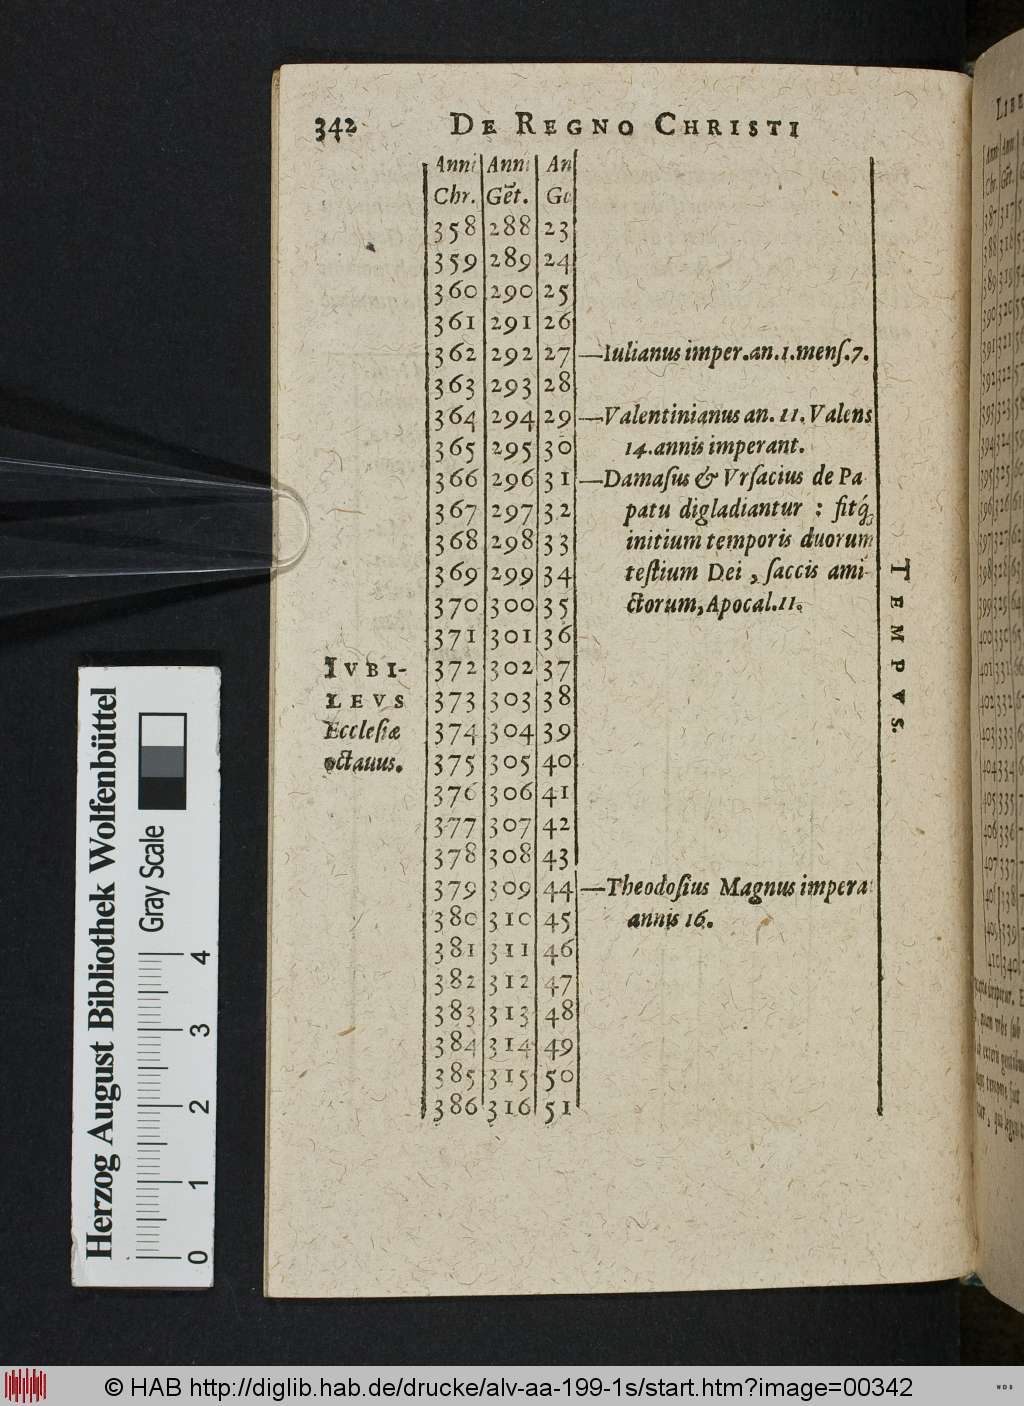 342 DE REGNO CHRISTI
Anni Anni An
Chr. Gēt. Go
358 288 23
359 289 24
360 290 25
361 291 26
362 292 27 —Iulianus imper.an.1.menſ.7.
363 293 28
364 294 29 —Valentinianus an. 11. Valens
365 295 30 14.annis imperant.
366 296 31 —Damaſus & Vrſacius de Pa
367 297 32 patu digladiantur : fitq́;
368 298 33 initium temporis duorum
369 299 34 teſtium Dei, ſaccis ami-
370 300 35 ctorum, Apocal.11.
371 301 36
IVBI- 372 302 37
LEVS 373 303 38
Eccleſiæ 374 304 39
octauus. 375 305 40
376 306 41
377 307 42
378 308 43
379 309 44 —Theodoſius Magnus impera
380 310 45 annis 16.
381 311 46
382 312 47
383 313 48
384 314 49
385 315 50
386 316 51
TEMPVS.
LIBE
Herzog August Bibliothek Wolfenbüttel
Gray Scale
0 1 2 3 4
© HAB http://diglib.hab.de/drucke/alv-aa-199-1s/start.htm?image=00342